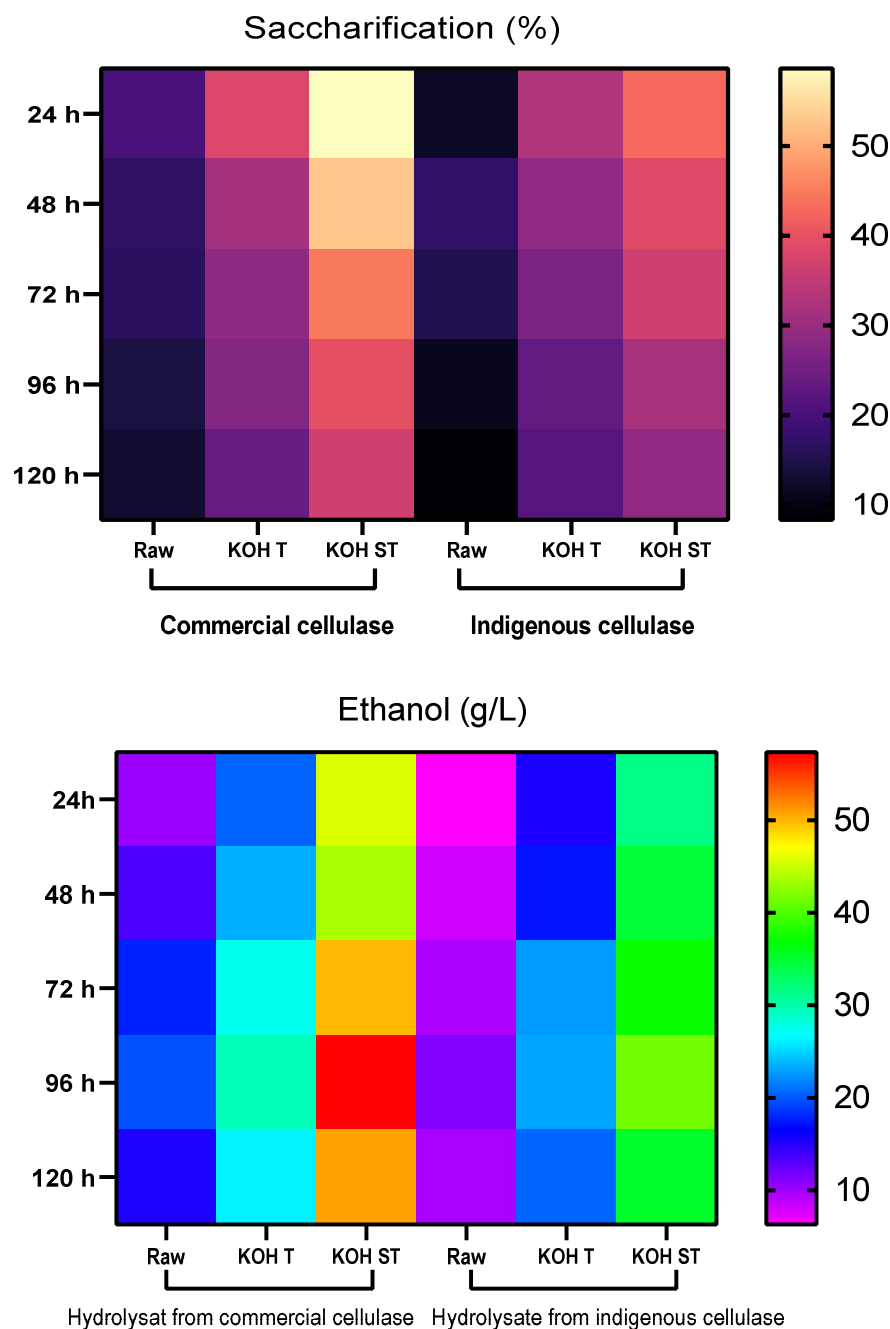 Saccharification (%)
24 h
48 h
72 h
96 h
120 h
50
40
30
20
10
Raw KOH T KOH ST Raw KOH T KOH ST
Commercial cellulase Indigenous cellulase
Ethanol (g/L)
24h
48 h
72 h
96 h
120 h
50
40
30
20
10
Raw KOH T KOH ST Raw KOH T KOH ST
Hydrolysat from commercial cellulase Hydrolysate from indigenous cellulase